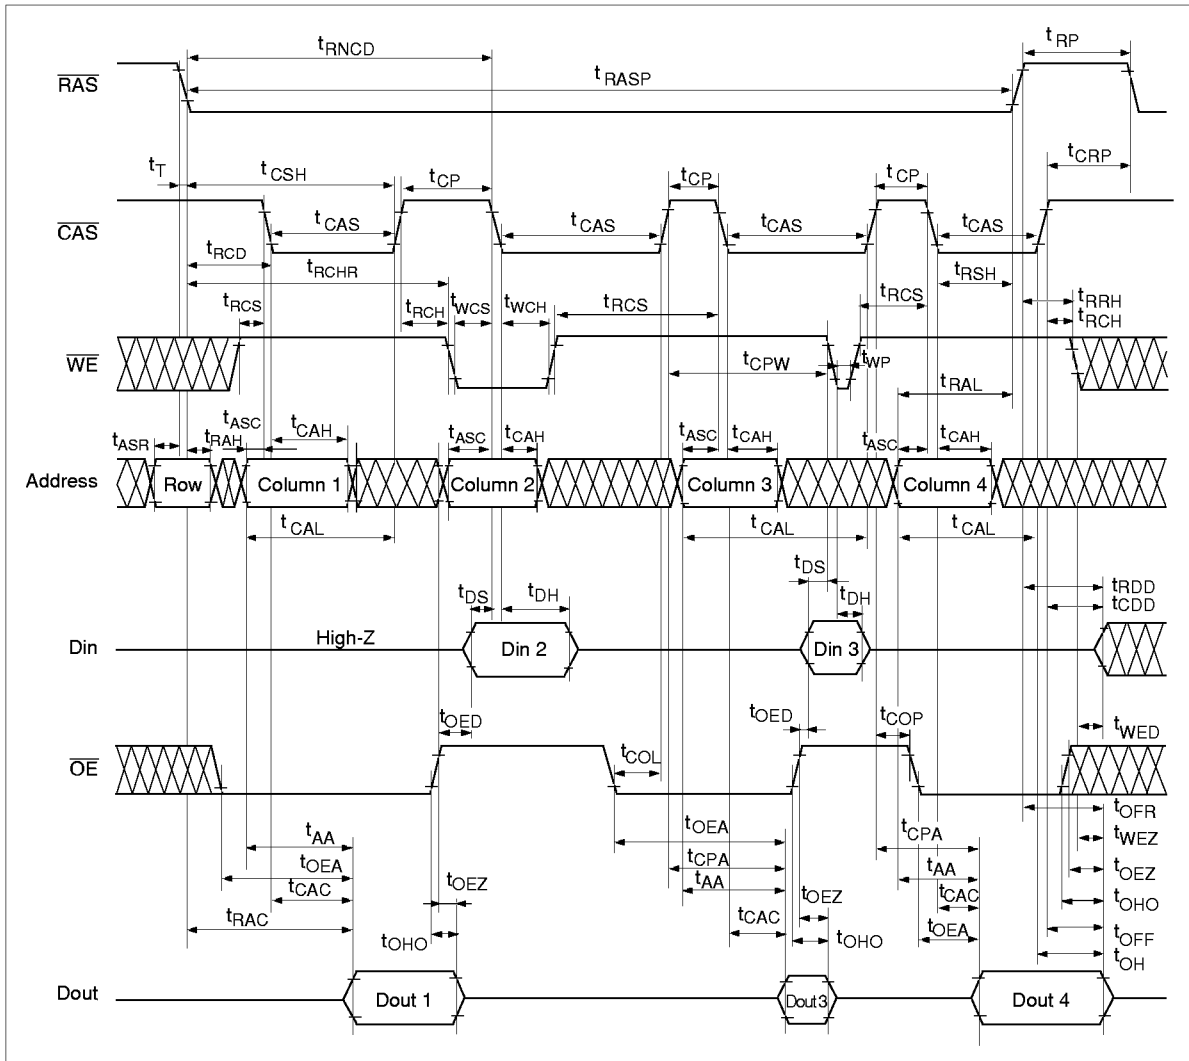 tRNCD
tRP
RAS
tRASP
tT
tCSH
tCP
tCP
tCP
tCRP
CAS
tCAS
tCAS
tCAS
tCAS
tRCD
tRCHR
tRSH
tRCS
tRCH
tWCS
tWCH
tRCS
tRCS
tRRH
tRCH
WE
tCPW
tWP
tRAL
tASR
tRAH
tASC
tCAH
tASC
tCAH
tASC
tCAH
tASC
tCAH
Address
Row
Column 1
Column 2
Column 3
Column 4
tCAL
tCAL
tCAL
tDS
tDH
tDS
tDH
tRDD
tCDD
Din
High-Z
Din 2
Din 3
tOED
tOED
tCOP
tWED
OE
tCOL
tOFR
tAA
tOEA
tCPA
tWEZ
tOEA
tCPA
tAA
tOEZ
tCAC
tOEZ
tAA
tOEZ
tCAC
tOHO
tRAC
tCAC
tOEA
tOHO
tOHO
tOFF
tOH
Dout
Dout 1
Dout 3
Dout 4